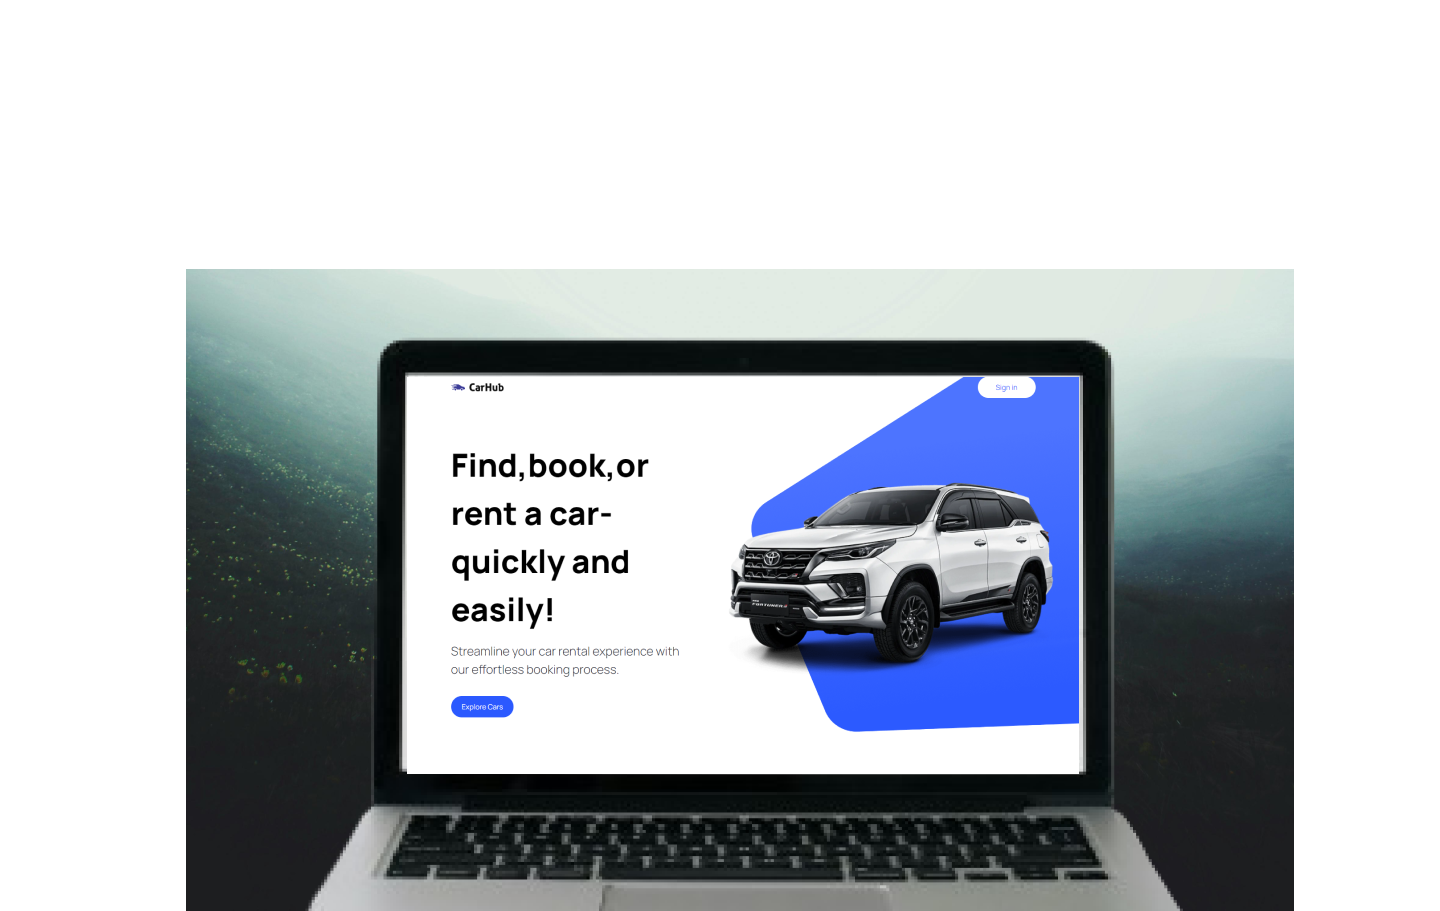 CarHub
Sign in
Find,book,or
rent a car-
quickly and
easily!
Streamline your car rental experience with
our effortless booking process.
Explore Cars
FORTUNER